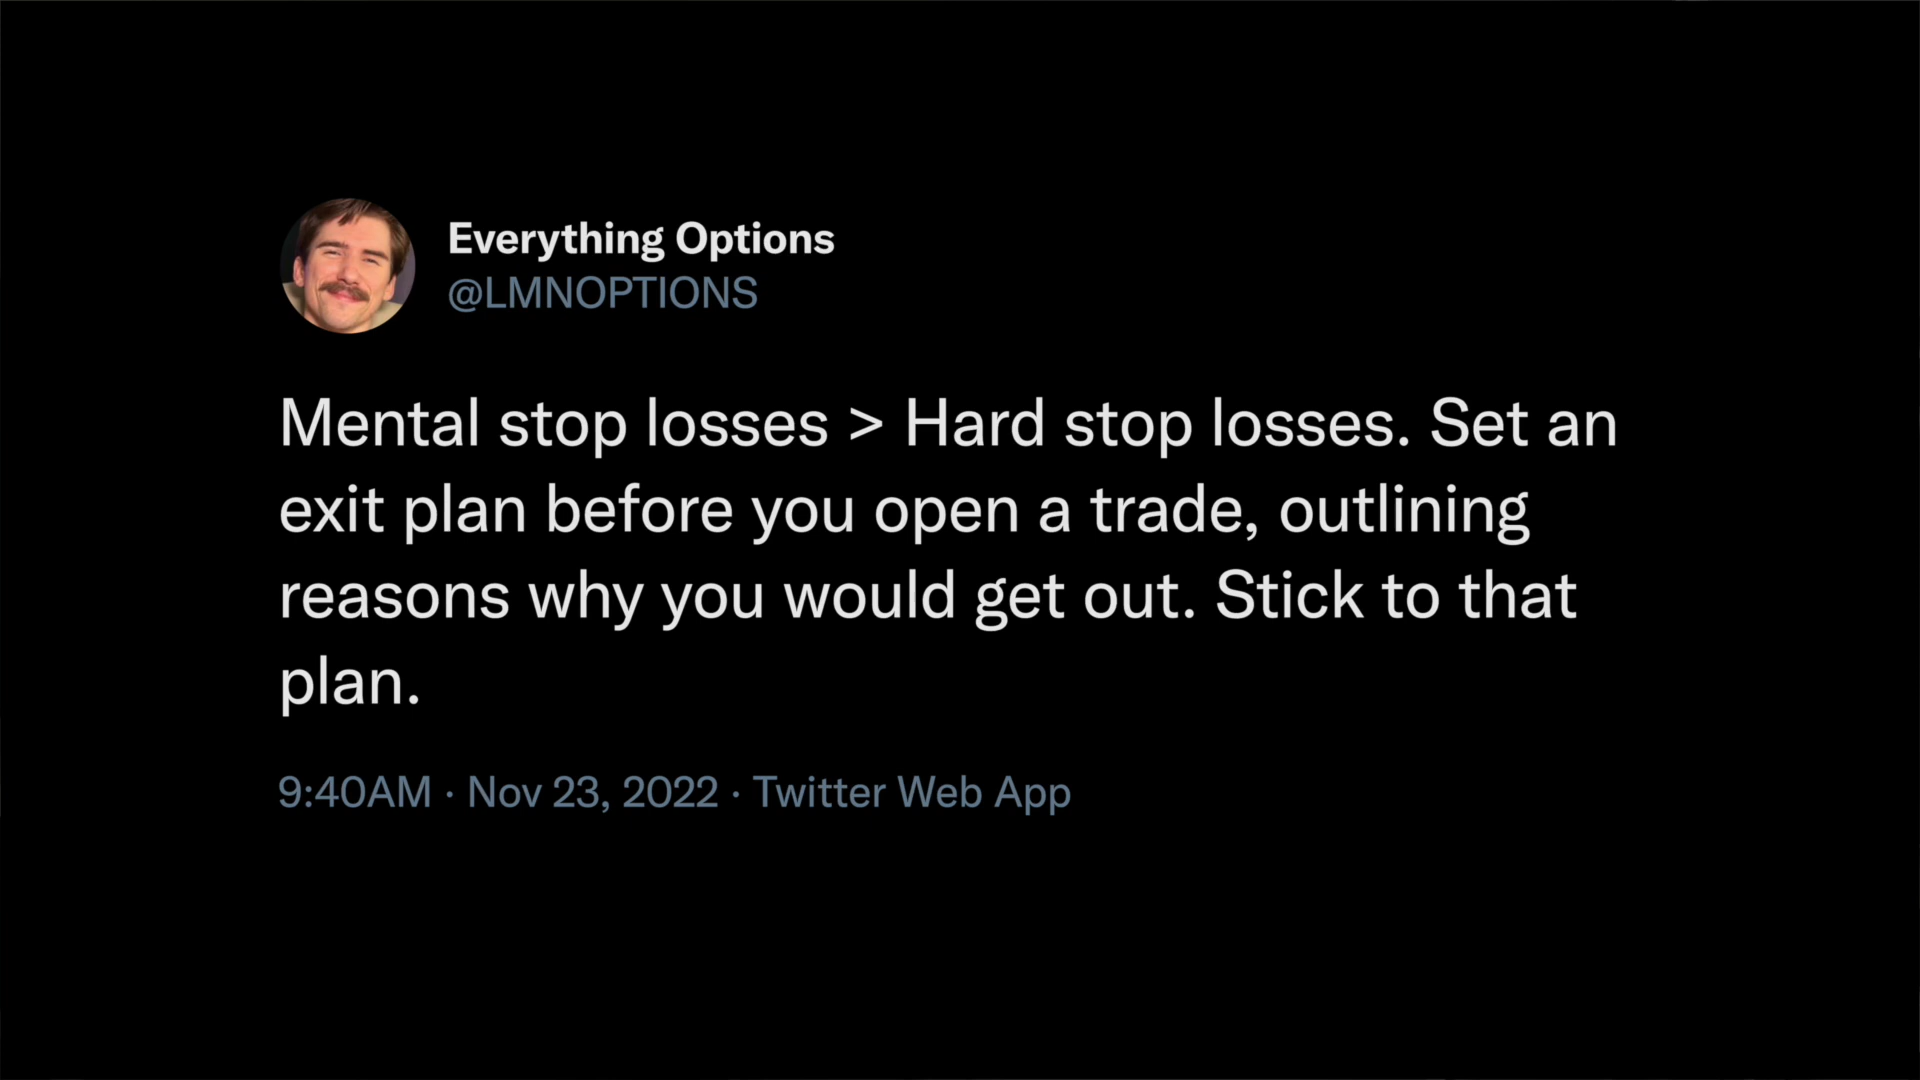 Everything Options
@LMNOPTIONS
Mental stop losses > Hard stop losses. Set an
exit plan before you open a trade, outlining
reasons why you would get out. Stick to that
plan.
9:40AM · Nov 23, 2022 · Twitter Web App